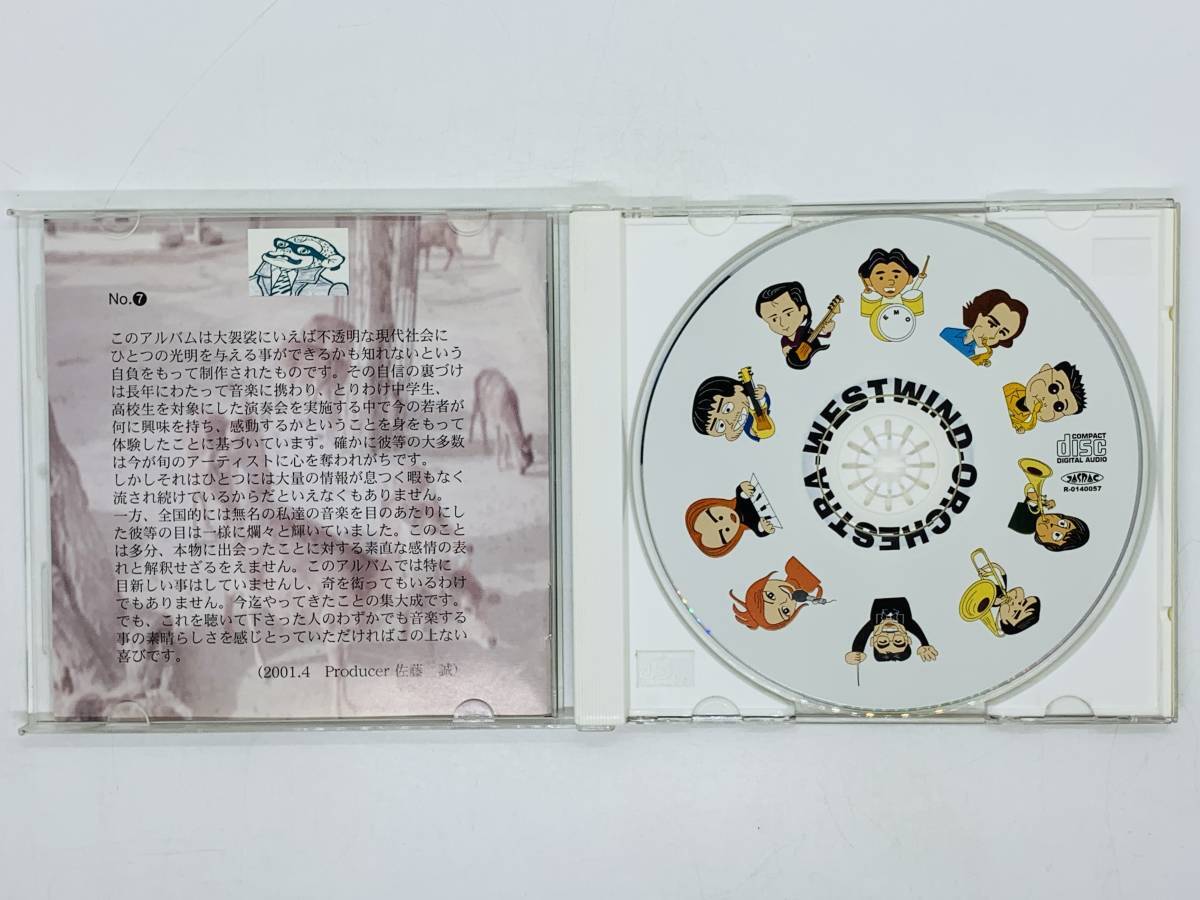 No.❼
このアルバムは大袈裟にいえば不透明な現代社会に
ひとつの光明を与える事ができるかも知れないという
自負をもって制作されたものです。その自信の裏づけ
は長年にわたって音楽に携わり、とりわけ中学生、
高校生を対象にした演奏会を実施する中で今の若者が
何に興味を持ち、感動するかということを身をもって
体験したことに基づいています。確かに彼等の大多数
は今が旬のアーティストに心を奪われがちです。
しかしそれはひとつには大量の情報が息つく暇もなく
流され続けているからだといえなくもありません。
一方、全国的には無名の私達の音楽を目のあたりにし
た彼等の目は一様に爛々と輝いていました。このこと
は多分、本物に出会ったことに対する素直な感情の表
れと解釈せざるをえません。このアルバムでは特に
目新しい事はしていませんし、奇を衒ってもいるわけ
でもありません。今迄やってきたことの集大成です。
でも、これを聴いて下さった人のわずかでも音楽する
事の素晴らしさを感じとっていただければこの上ない
喜びです。
(2001.4 Producer 佐藤 誠)
WEST WIND ORCHESTRA
COMPACT
disc
DIGITAL AUDIO
JASRAC
R-0140057